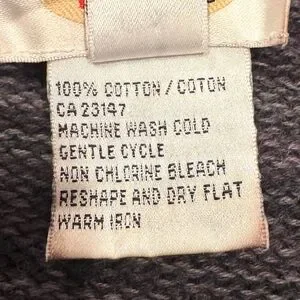 100% COTTON / COTON
CA 23147
MACHINE WASH COLD
GENTLE CYCLE
NON CHLORINE BLEACH
RESHAPE AND DRY FLAT
WARM IRON